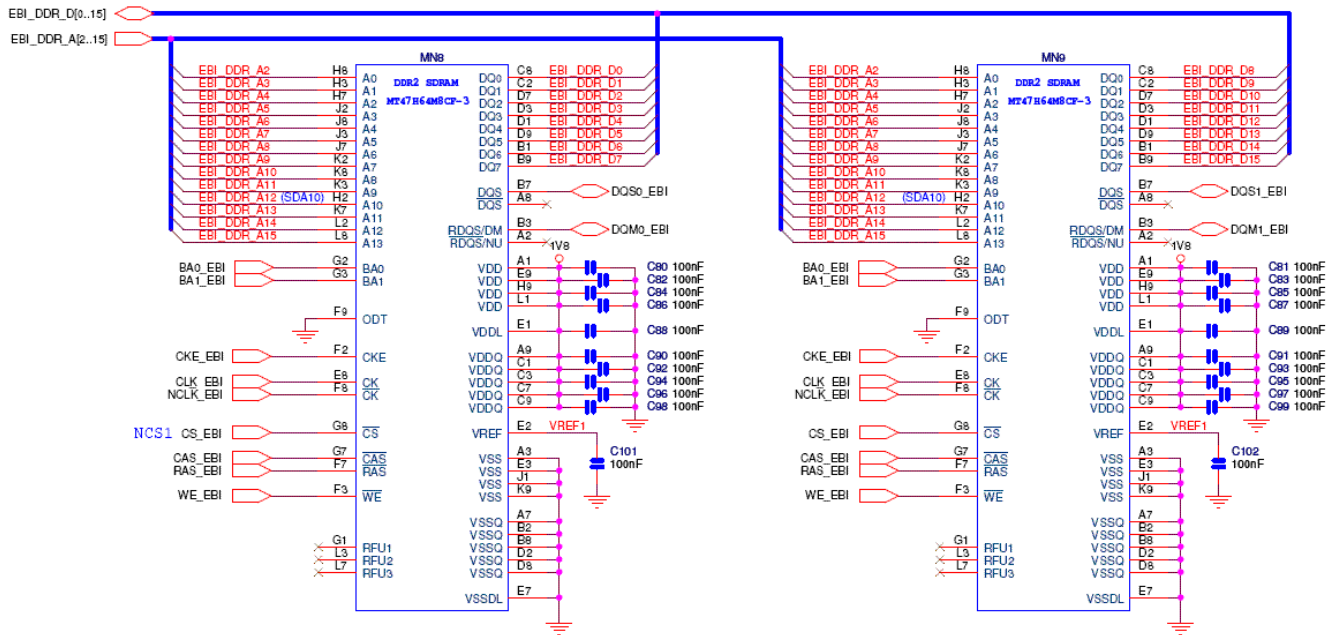 EBI_DDR_D[0..15]
EBI_DDR_A[2..15]
MN8
DDR2 SDRAM
MT47H64M8CF-3
EBI_DDR_A2 H8 A0
EBI_DDR_A3 H3 A1
EBI_DDR_A4 H7 A2
EBI_DDR_A5 J2 A3
EBI_DDR_A6 J8 A4
EBI_DDR_A7 J3 A5
EBI_DDR_A8 J7 A6
EBI_DDR_A9 K2 A7
EBI_DDR_A10 K8 A8
EBI_DDR_A11 K3 A9
EBI_DDR_A12 (SDA10) H2 A10
EBI_DDR_A13 K7 A11
EBI_DDR_A14 L2 A12
EBI_DDR_A15 L8 A13
BA0_EBI G2 BA0
BA1_EBI G3 BA1
F9 ODT
CKE_EBI F2 CKE
CLK_EBI E8 CK
NCLK_EBI F8 CK
NCS1 CS_EBI G8 CS
CAS_EBI G7 CAS
RAS_EBI F7 RAS
WE_EBI F3 WE
G1 RFU1
L3 RFU2
L7 RFU3
DQ0 C8 EBI_DDR_D0
DQ1 C2 EBI_DDR_D1
DQ2 D7 EBI_DDR_D2
DQ3 D3 EBI_DDR_D3
DQ4 D1 EBI_DDR_D4
DQ5 D9 EBI_DDR_D5
DQ6 B1 EBI_DDR_D6
DQ7 B9 EBI_DDR_D7
DQS B7 DQS0_EBI
DQS A8
RDQS/DM B3 DQM0_EBI
RDQS/NU A2
1V8
VDD A1 C80 100nF
VDD E9 C82 100nF
VDD H9 C84 100nF
VDD L1 C86 100nF
VDDL E1 C88 100nF
VDDQ A9 C90 100nF
VDDQ C1 C92 100nF
VDDQ C3 C94 100nF
VDDQ C7 C96 100nF
VDDQ C9 C98 100nF
VREF E2 VREF1
C101
100nF
VSS A3
VSS E3
VSS J1
VSS K9
VSSQ A7
VSSQ B2
VSSQ B8
VSSQ D2
VSSQ D8
VSSDL E7
MN9
DDR2 SDRAM
MT47H64M8CF-3
EBI_DDR_A2 H8 A0
EBI_DDR_A3 H3 A1
EBI_DDR_A4 H7 A2
EBI_DDR_A5 J2 A3
EBI_DDR_A6 J8 A4
EBI_DDR_A7 J3 A5
EBI_DDR_A8 J7 A6
EBI_DDR_A9 K2 A7
EBI_DDR_A10 K8 A8
EBI_DDR_A11 K3 A9
EBI_DDR_A12 (SDA10) H2 A10
EBI_DDR_A13 K7 A11
EBI_DDR_A14 L2 A12
EBI_DDR_A15 L8 A13
BA0_EBI G2 BA0
BA1_EBI G3 BA1
F9 ODT
CKE_EBI F2 CKE
CLK_EBI E8 CK
NCLK_EBI F8 CK
CS_EBI G8 CS
CAS_EBI G7 CAS
RAS_EBI F7 RAS
WE_EBI F3 WE
G1 RFU1
L3 RFU2
L7 RFU3
DQ0 C8 EBI_DDR_D8
DQ1 C2 EBI_DDR_D9
DQ2 D7 EBI_DDR_D10
DQ3 D3 EBI_DDR_D11
DQ4 D1 EBI_DDR_D12
DQ5 D9 EBI_DDR_D13
DQ6 B1 EBI_DDR_D14
DQ7 B9 EBI_DDR_D15
DQS B7 DQS1_EBI
DQS A8
RDQS/DM B3 DQM1_EBI
RDQS/NU A2
1V8
VDD A1 C81 100nF
VDD E9 C83 100nF
VDD H9 C85 100nF
VDD L1 C87 100nF
VDDL E1 C89 100nF
VDDQ A9 C91 100nF
VDDQ C1 C93 100nF
VDDQ C3 C95 100nF
VDDQ C7 C97 100nF
VDDQ C9 C99 100nF
VREF E2 VREF1
C102
100nF
VSS A3
VSS E3
VSS J1
VSS K9
VSSQ A7
VSSQ B2
VSSQ B8
VSSQ D2
VSSQ D8
VSSDL E7